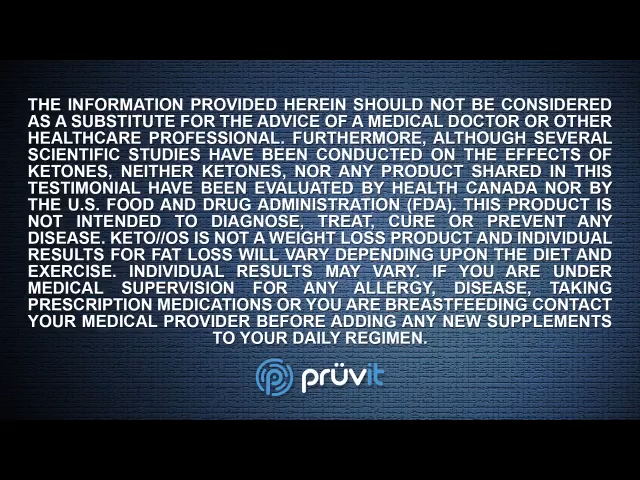 THE INFORMATION PROVIDED HEREIN SHOULD NOT BE CONSIDERED
AS A SUBSTITUTE FOR THE ADVICE OF A MEDICAL DOCTOR OR OTHER
HEALTHCARE PROFESSIONAL. FURTHERMORE, ALTHOUGH SEVERAL
SCIENTIFIC STUDIES HAVE BEEN CONDUCTED ON THE EFFECTS OF
KETONES, NEITHER KETONES, NOR ANY PRODUCT SHARED IN THIS
TESTIMONIAL HAVE BEEN EVALUATED BY HEALTH CANADA NOR BY
THE U.S. FOOD AND DRUG ADMINISTRATION (FDA). THIS PRODUCT IS
NOT INTENDED TO DIAGNOSE, TREAT, CURE OR PREVENT ANY
DISEASE. KETO//OS IS NOT A WEIGHT LOSS PRODUCT AND INDIVIDUAL
RESULTS FOR FAT LOSS WILL VARY DEPENDING UPON THE DIET AND
EXERCISE. INDIVIDUAL RESULTS MAY VARY. IF YOU ARE UNDER
MEDICAL SUPERVISION FOR ANY ALLERGY, DISEASE, TAKING
PRESCRIPTION MEDICATIONS OR YOU ARE BREASTFEEDING CONTACT
YOUR MEDICAL PROVIDER BEFORE ADDING ANY NEW SUPPLEMENTS
TO YOUR DAILY REGIMEN.
prüvit